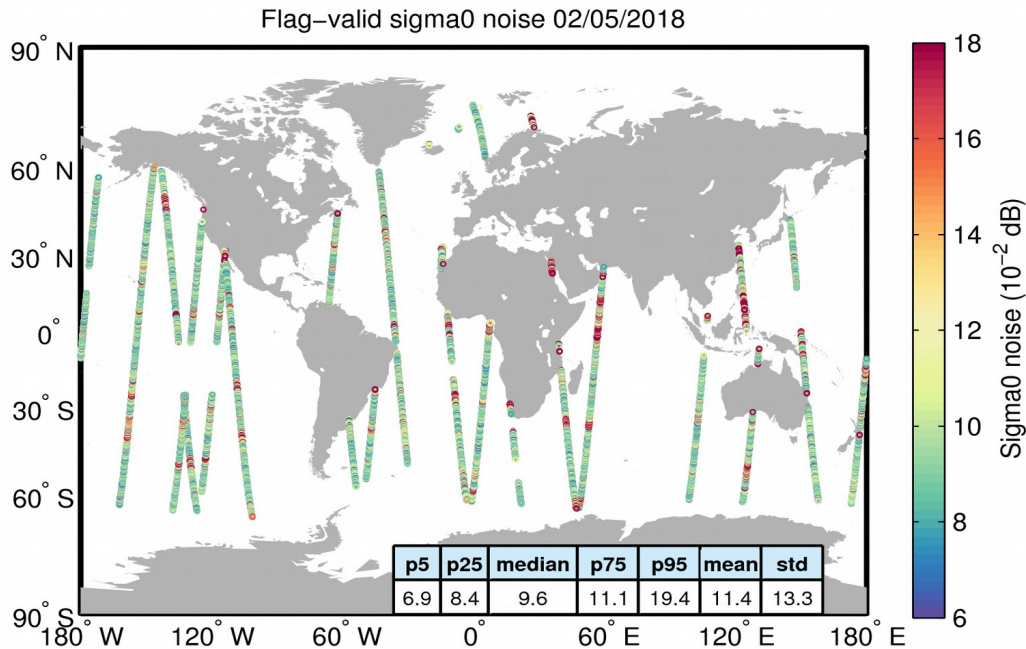 Flag−valid sigma0 noise 02/05/2018
90° N
60° N
30° N
0°
30° S
60° S
90° S
180° W
120° W
60° W
0°
60° E
120° E
180° E
p5 p25 median p75 p95 mean std
6.9 8.4 9.6 11.1 19.4 11.4 13.3
18
16
14
12
10
8
6
Sigma0 noise (10⁻² dB)